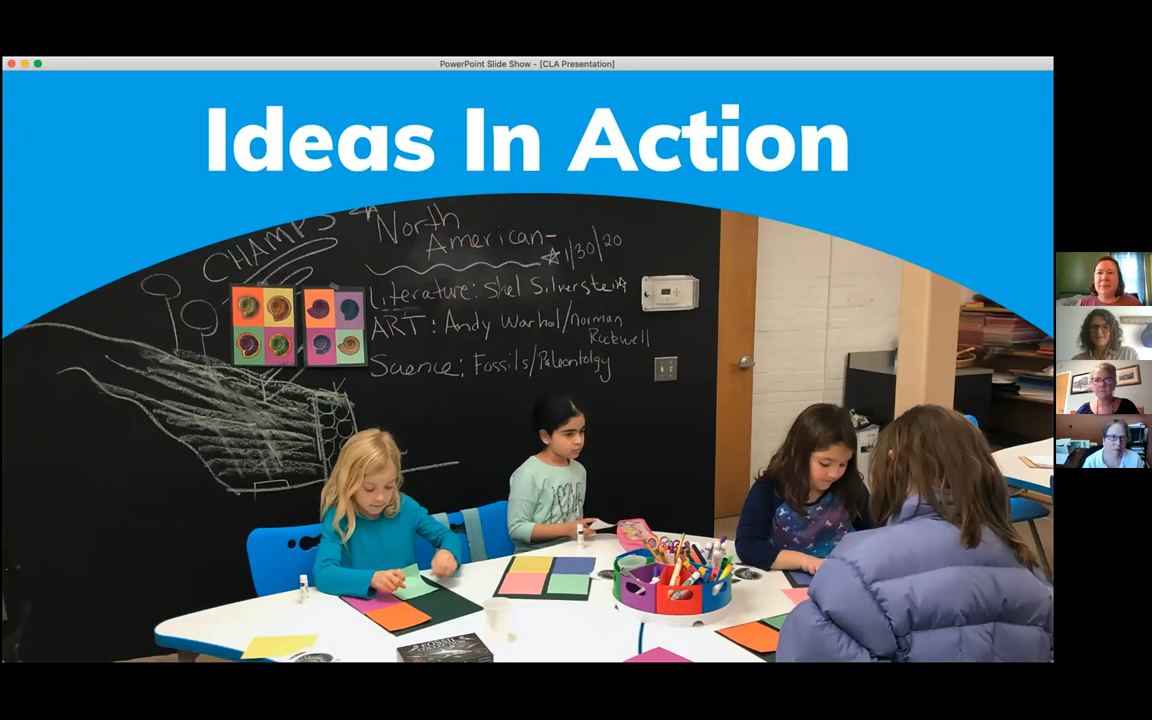 PowerPoint Slide Show - [CLA Presentation]
Ideas In Action
CHAMPS
North
American-
1/30/20
Literature: Shel Silverstein
ART: Andy Warhol/Norman
Rockwell
Science: Fossils/Paleontolgy
FOSSIL